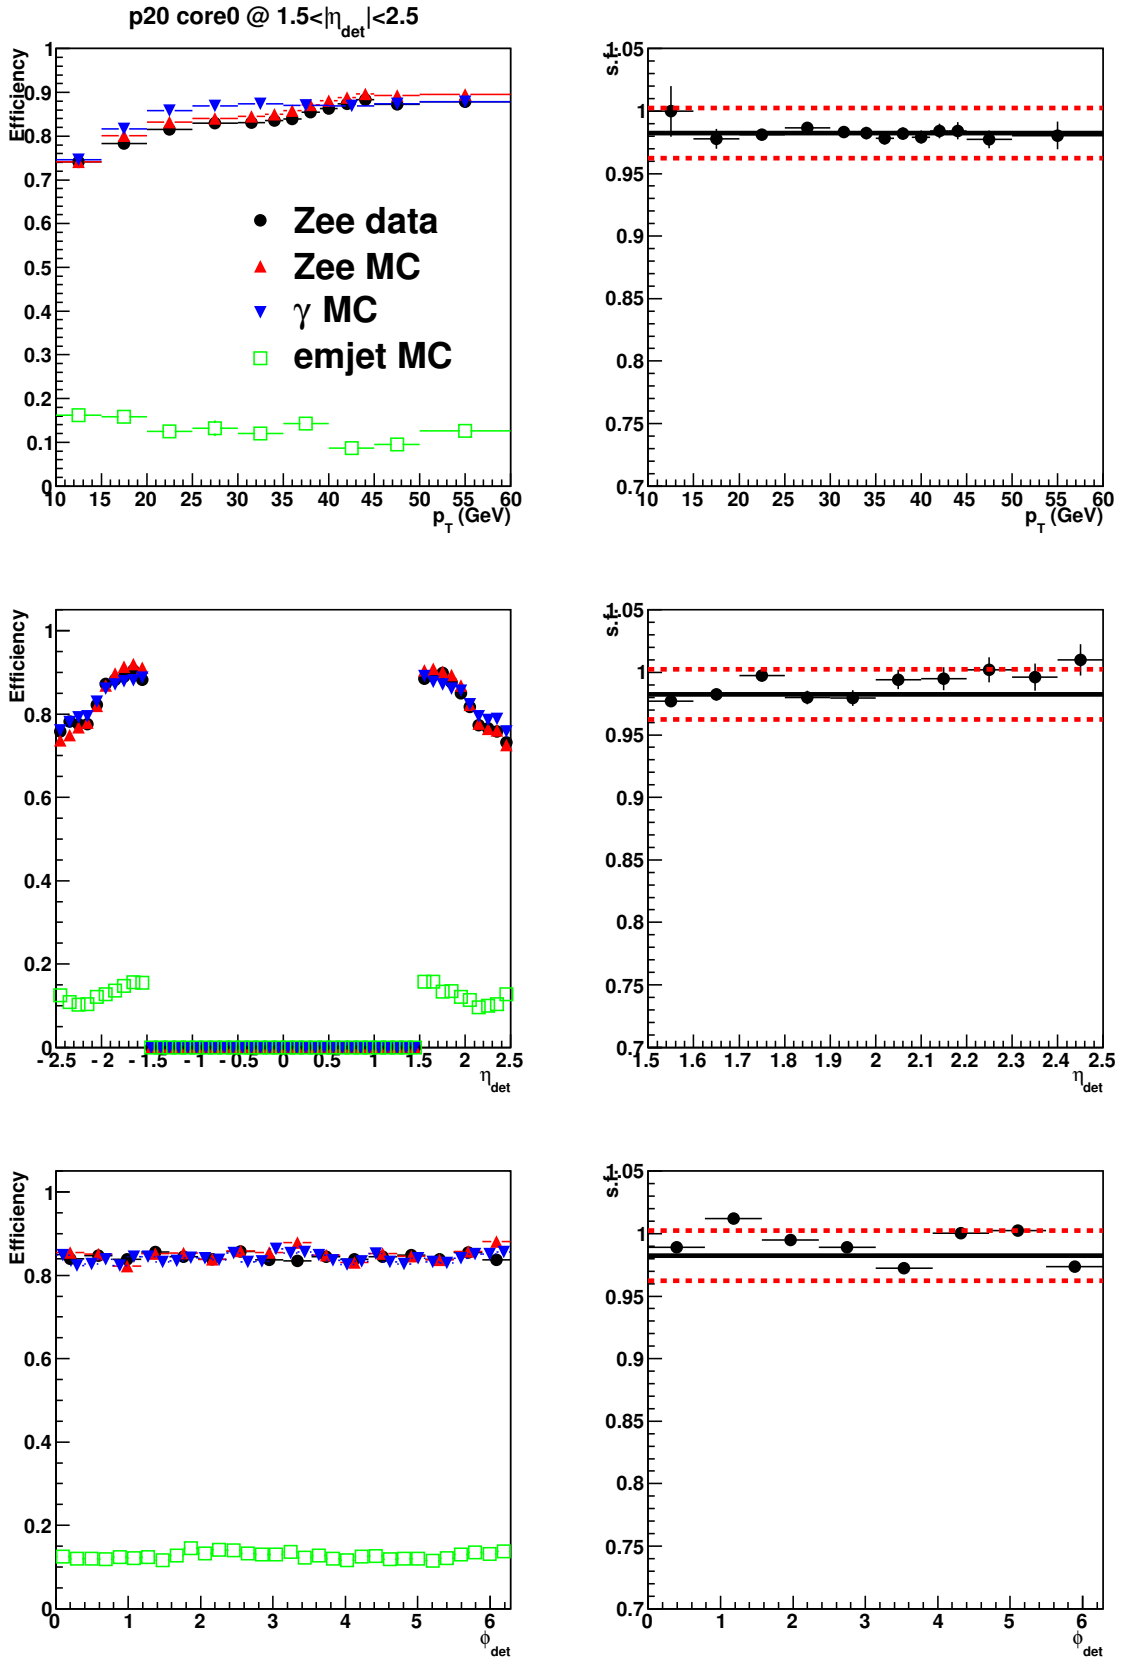 p20 core0 @ 1.5<|η_det|<2.5
Efficiency
1
0.9
0.8
0.7
0.6
0.5
0.4
0.3
0.2
0.1
0
10 15 20 25 30 35 40 45 50 55 60
p_T (GeV)
Zee data
Zee MC
γ MC
emjet MC
s.f.
1.05
1
0.95
0.9
0.85
0.8
0.75
0.7
10 15 20 25 30 35 40 45 50 55 60
p_T (GeV)
Efficiency
1
0.8
0.6
0.4
0.2
0
-2.5 -2 -1.5 -1 -0.5 0 0.5 1 1.5 2 2.5
η_det
s.f.
1.05
1
0.95
0.9
0.85
0.8
0.75
0.7
1.5 1.6 1.7 1.8 1.9 2 2.1 2.2 2.3 2.4 2.5
η_det
Efficiency
1
0.8
0.6
0.4
0.2
0
0 1 2 3 4 5 6
ϕ_det
s.f.
1.05
1
0.95
0.9
0.85
0.8
0.75
0.7
0 1 2 3 4 5 6
ϕ_det